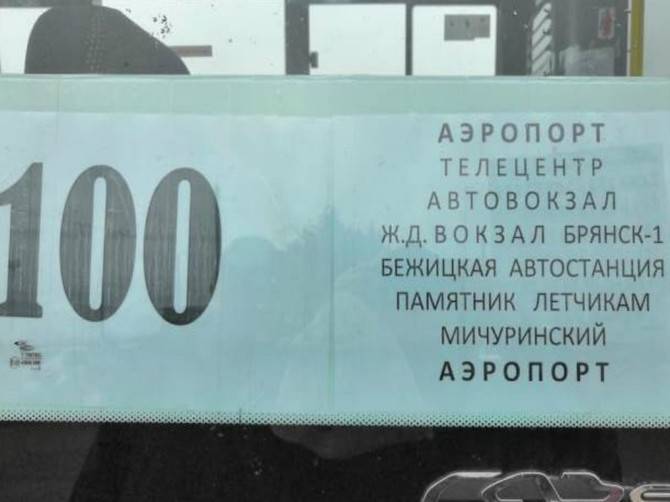 100
АЭРОПОРТ
ТЕЛЕЦЕНТР
АВТОВОКЗАЛ
Ж.Д. ВОКЗАЛ БРЯНСК-1
БЕЖИЦКАЯ АВТОСТАНЦИЯ
ПАМЯТНИК ЛЕТЧИКАМ
МИЧУРИНСКИЙ
АЭРОПОРТ